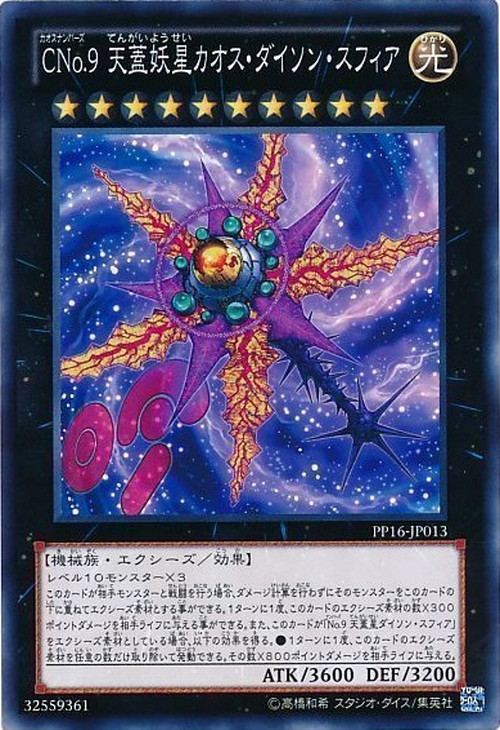 カオスナンバーズ てんがいようせい
CNo.9 天蓋妖星カオス・ダイソン・スフィア
ひかり
光
PP16-JP013
【機械族・エクシーズ／効果】
レベル10モンスター×3
このカードが相手モンスターと戦闘を行う場合、ダメージ計算を行わずにそのモンスターをこのカード
の下に重ねてエクシーズ素材とする事ができる。1ターンに1度、このカードのエクシーズ素材の数×300
ポイントダメージを相手ライフに与える事ができる。また、このカードが「No.9 天蓋星ダイソン・スフィア」
をエクシーズ素材としている場合、以下の効果を得る。●1ターンに1度、このカードのエクシーズ
素材を任意の数だけ取り除いて発動できる。その数×800ポイントダメージを相手ライフに与える。
ATK/3600 DEF/3200
32559361
©高橋和希 スタジオ・ダイス/集英社